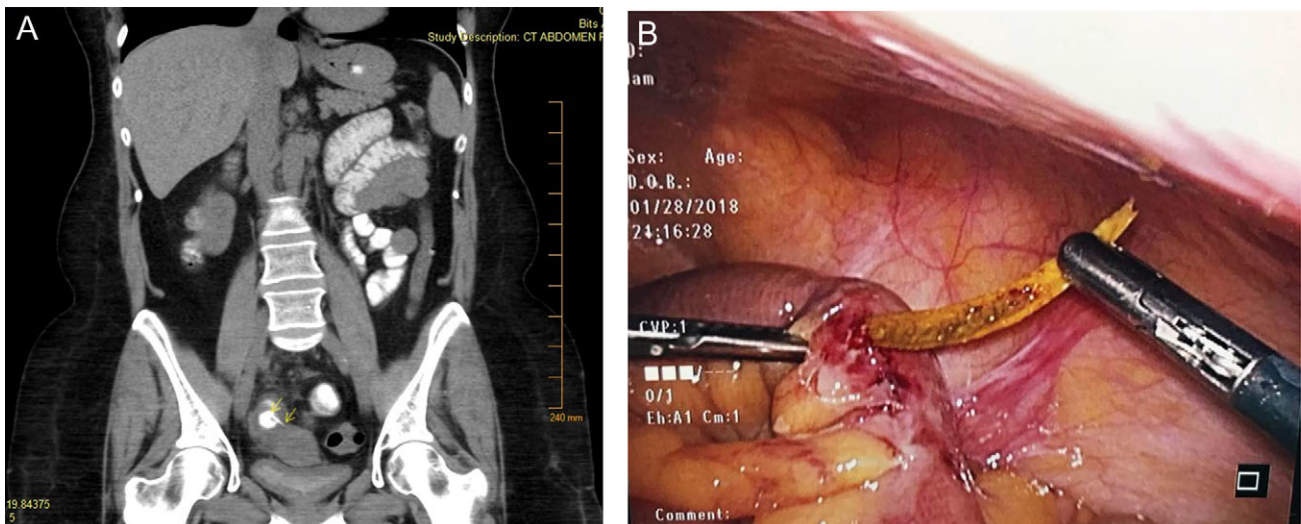 A
Bits
Study Description: CT ABDOMEN
240 mm
19.84375
5
B
D:
lam
Sex: Age:
D.O.B.:
01/28/2018
21:16:28
CVP:1
0/1
Eh:A1 Cm:1
Comment: